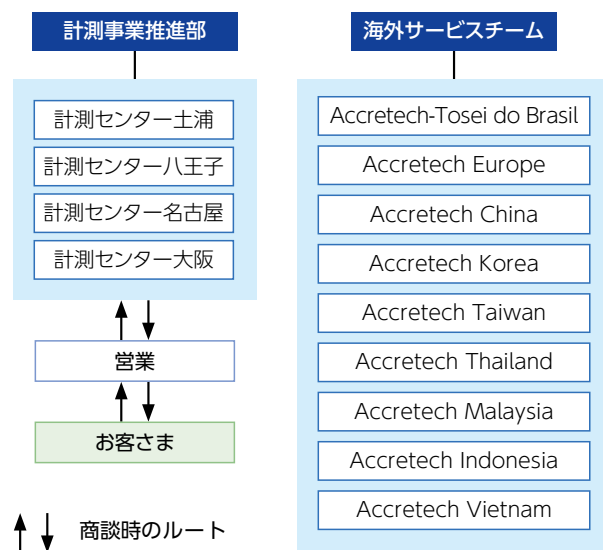 計測事業推進部
計測センター土浦
計測センター八王子
計測センター名古屋
計測センター大阪
営業
お客さま
商談時のルート
海外サービスチーム
Accretech-Tosei do Brasil
Accretech Europe
Accretech China
Accretech Korea
Accretech Taiwan
Accretech Thailand
Accretech Malaysia
Accretech Indonesia
Accretech Vietnam